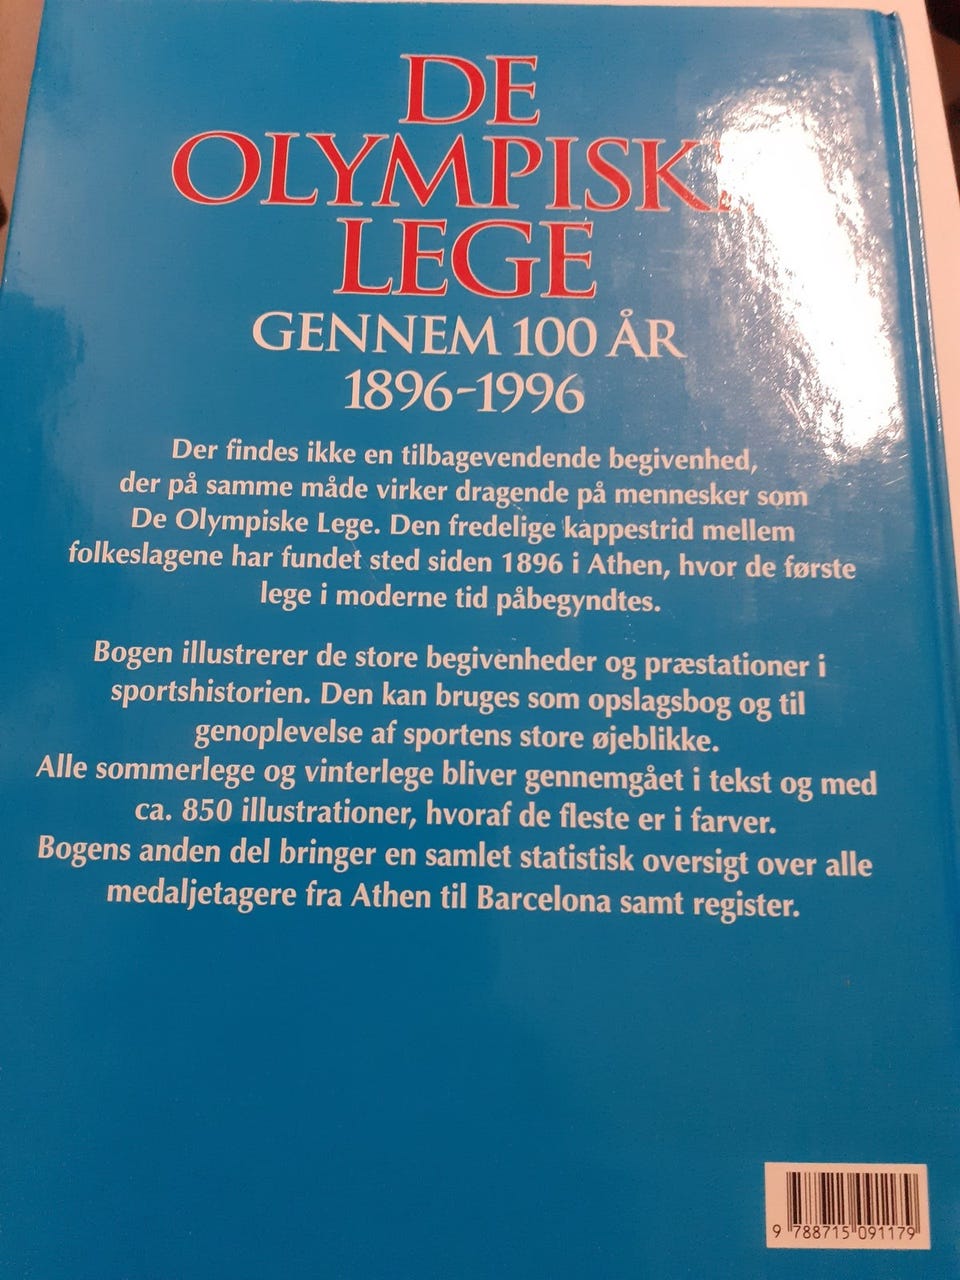 DE
OLYMPISKE
LEGE
GENNEM 100 ÅR
1896-1996
Der findes ikke en tilbagevendende begivenhed,
der på samme måde virker dragende på mennesker som
De Olympiske Lege. Den fredelige kappestrid mellem
folkeslagene har fundet sted siden 1896 i Athen, hvor de første
lege i moderne tid påbegyndtes.
Bogen illustrerer de store begivenheder og præstationer i
sportshistorien. Den kan bruges som opslagsbog og til
genoplevelse af sportens store øjeblikke.
Alle sommerlege og vinterlege bliver gennemgået i tekst og med
ca. 850 illustrationer, hvoraf de fleste er i farver.
Bogens anden del bringer en samlet statistisk oversigt over alle
medaljetagere fra Athen til Barcelona samt register.
9 788715 091179